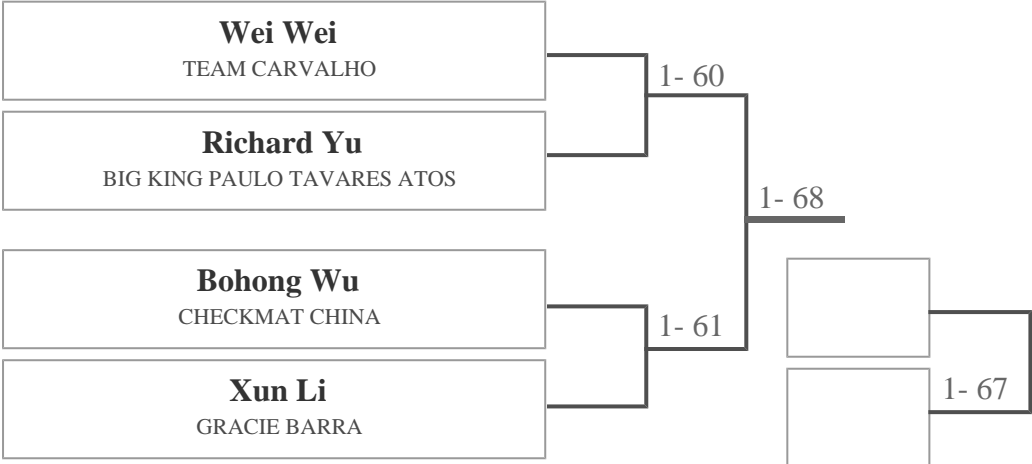 Wei Wei
TEAM CARVALHO
1- 60
Richard Yu
BIG KING PAULO TAVARES ATOS
1- 68
Bohong Wu
CHECKMAT CHINA
1- 61
Xun Li
GRACIE BARRA
1- 67